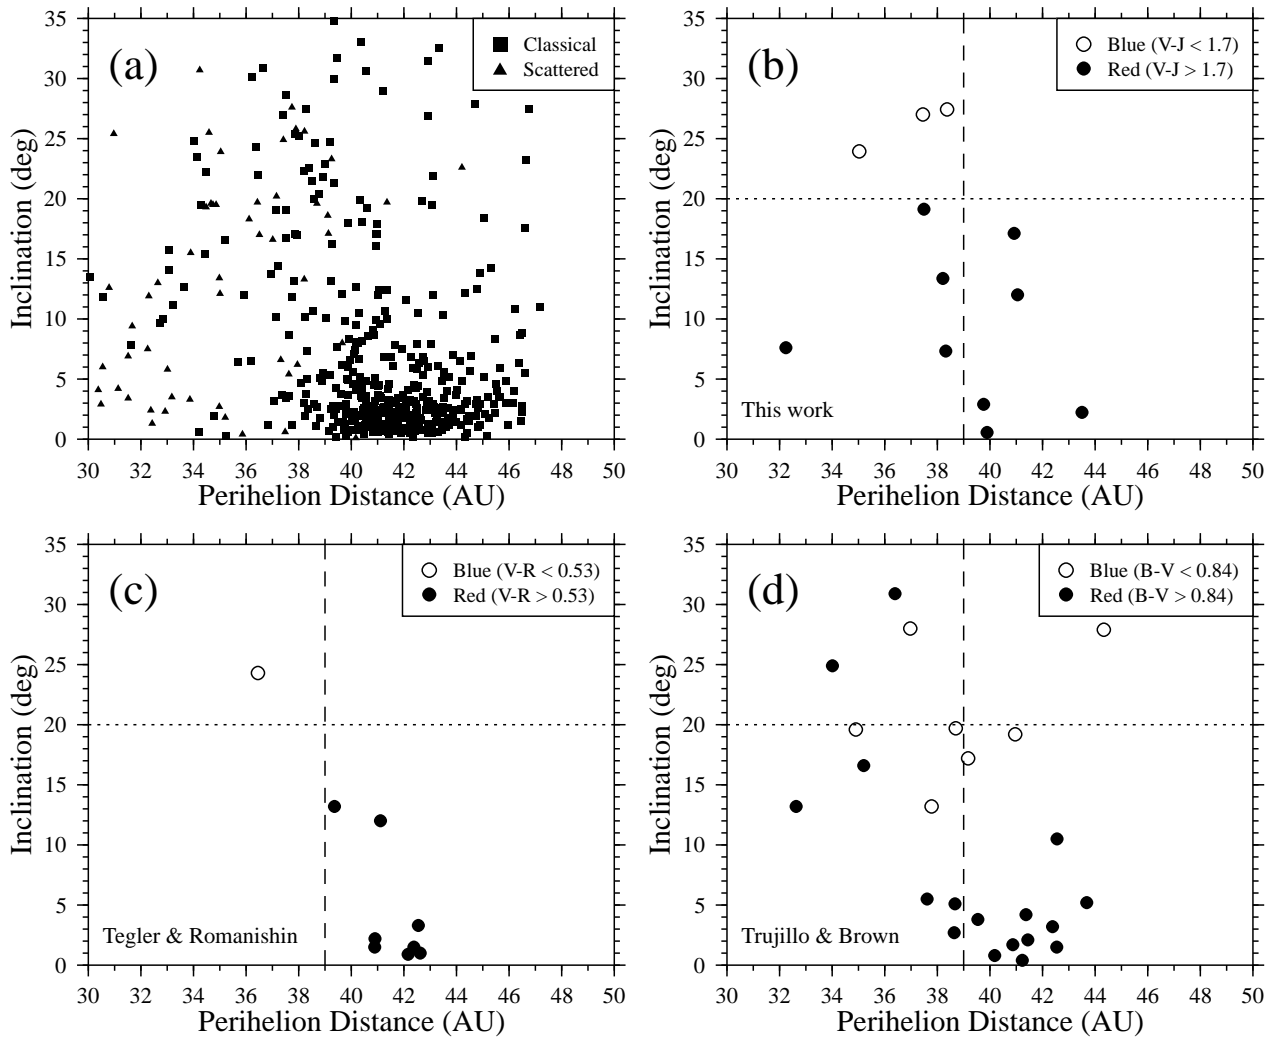 (a)
Classical
Scattered
35
30
25
20
15
10
5
0
Inclination (deg)
30 32 34 36 38 40 42 44 46 48 50
Perihelion Distance (AU)
(b)
Blue (V-J < 1.7)
Red (V-J > 1.7)
This work
35
30
25
20
15
10
5
0
Inclination (deg)
30 32 34 36 38 40 42 44 46 48 50
Perihelion Distance (AU)
(c)
Blue (V-R < 0.53)
Red (V-R > 0.53)
Tegler & Romanishin
35
30
25
20
15
10
5
0
Inclination (deg)
30 32 34 36 38 40 42 44 46 48 50
Perihelion Distance (AU)
(d)
Blue (B-V < 0.84)
Red (B-V > 0.84)
Trujillo & Brown
35
30
25
20
15
10
5
0
Inclination (deg)
30 32 34 36 38 40 42 44 46 48 50
Perihelion Distance (AU)